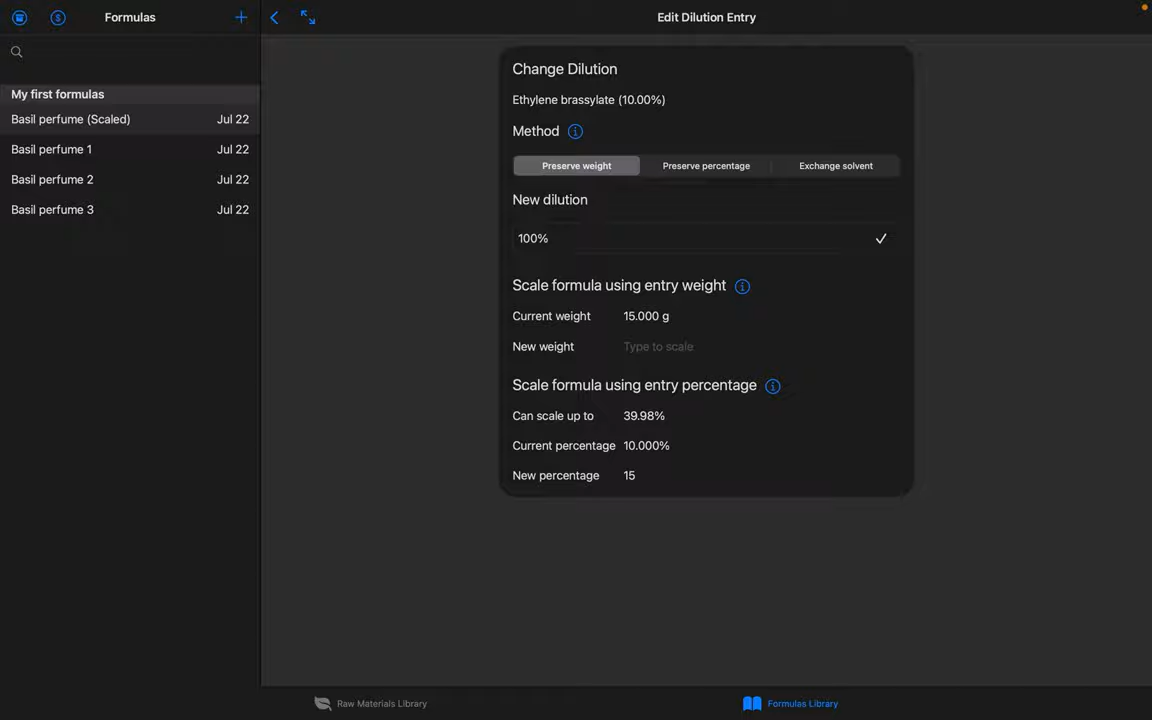 Formulas
My first formulas
Basil perfume (Scaled) Jul 22
Basil perfume 1 Jul 22
Basil perfume 2 Jul 22
Basil perfume 3 Jul 22
Edit Dilution Entry
Change Dilution
Ethylene brassylate (10.00%)
Method
Preserve weight Preserve percentage Exchange solvent
New dilution
100%
Scale formula using entry weight
Current weight 15.000 g
New weight Type to scale
Scale formula using entry percentage
Can scale up to 39.98%
Current percentage 10.000%
New percentage 15
Raw Materials Library Formulas Library